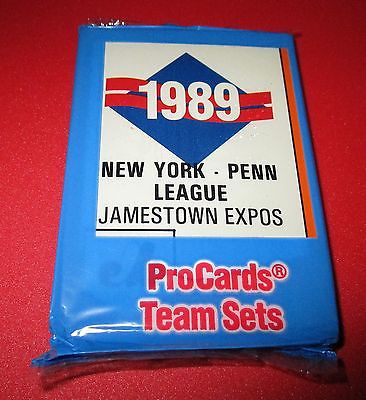 1989
NEW YORK - PENN
LEAGUE
JAMESTOWN EXPOS
ProCards®
Team Sets